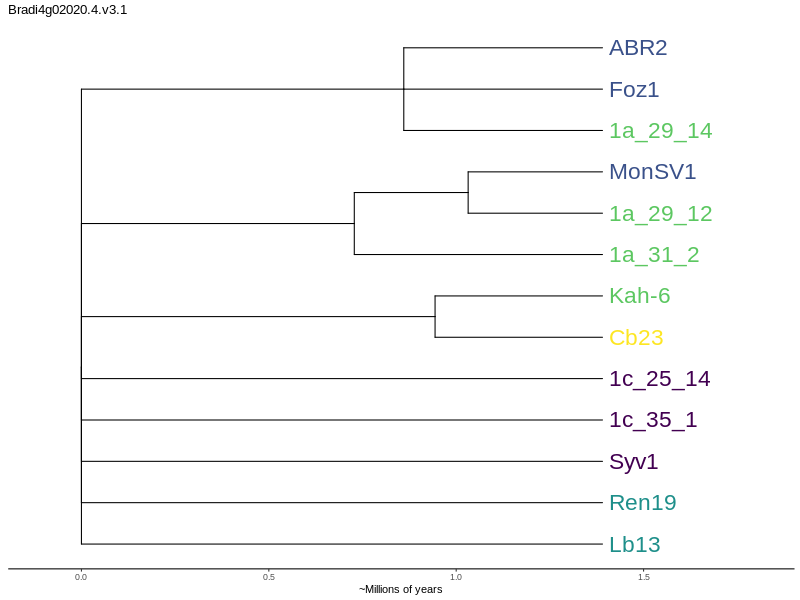 Bradi4g02020.4.v3.1
ABR2
Foz1
1a_29_14
MonSV1
1a_29_12
1a_31_2
Kah-6
Cb23
1c_25_14
1c_35_1
Syv1
Ren19
Lb13
0.0 0.5 1.0 1.5
~Millions of years